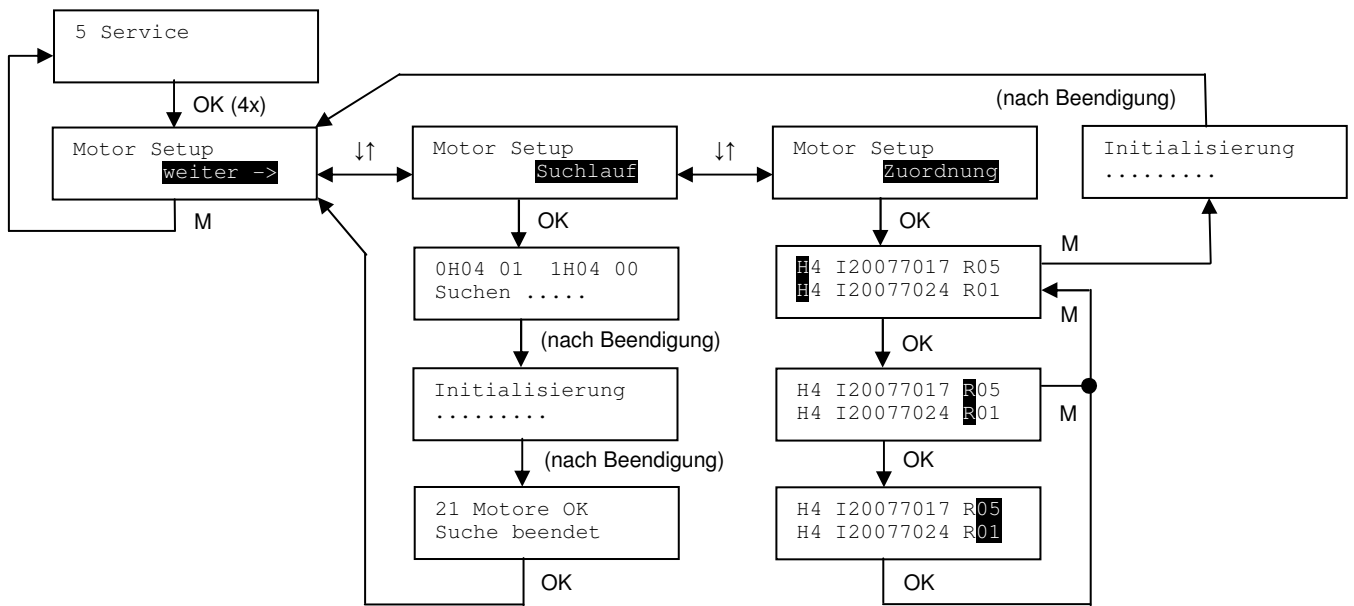 5 Service
OK (4x)
(nach Beendigung)
Motor Setup
weiter ->
↓↑
Motor Setup
Suchlauf
↓↑
Motor Setup
Zuordnung
Initialisierung
.........
M
OK
OK
M
0H04 01  1H04 00
Suchen .....
H4 I20077017 R05
H4 I20077024 R01
M
(nach Beendigung)
OK
Initialisierung
.........
H4 I20077017 R05
H4 I20077024 R01
M
(nach Beendigung)
OK
21 Motore OK
Suche beendet
H4 I20077017 R05
H4 I20077024 R01
OK
OK